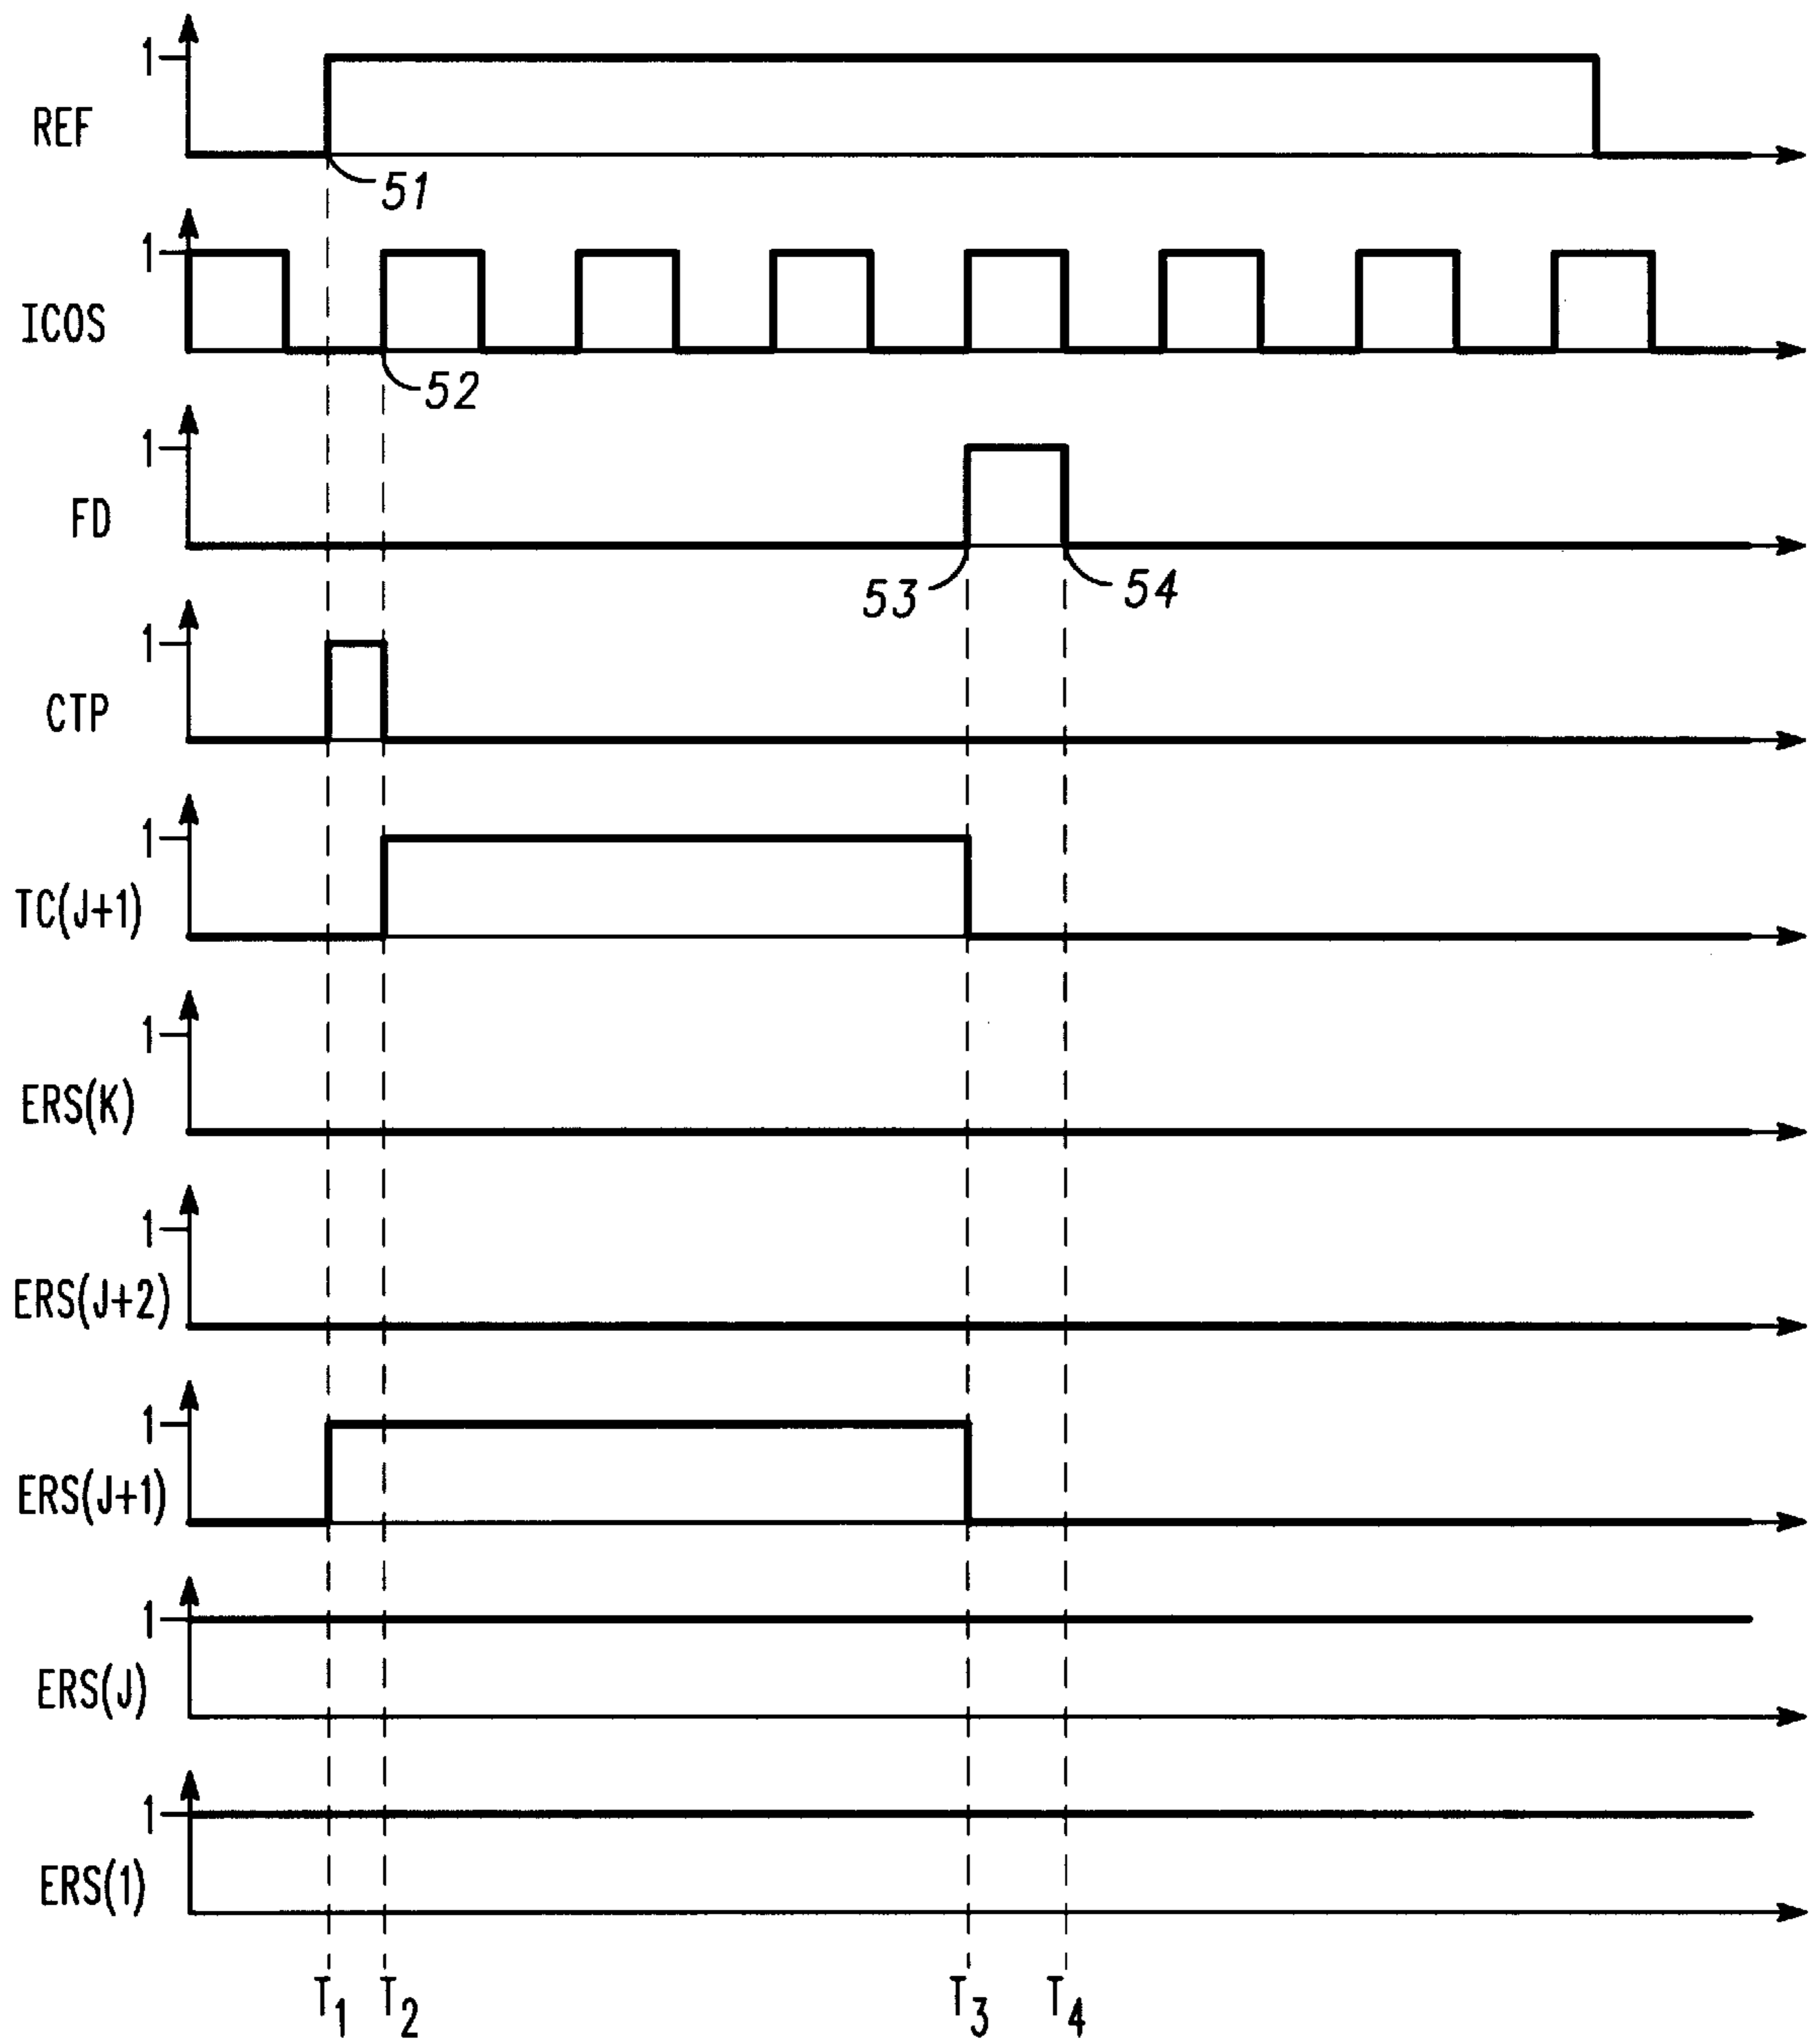 1
REF
51
1
ICOS
52
1
FD
53
54
1
CTP
1
TC(J+1)
1
ERS(K)
1
ERS(J+2)
1
ERS(J+1)
1
ERS(J)
1
ERS(1)
T1 T2 T3 T4